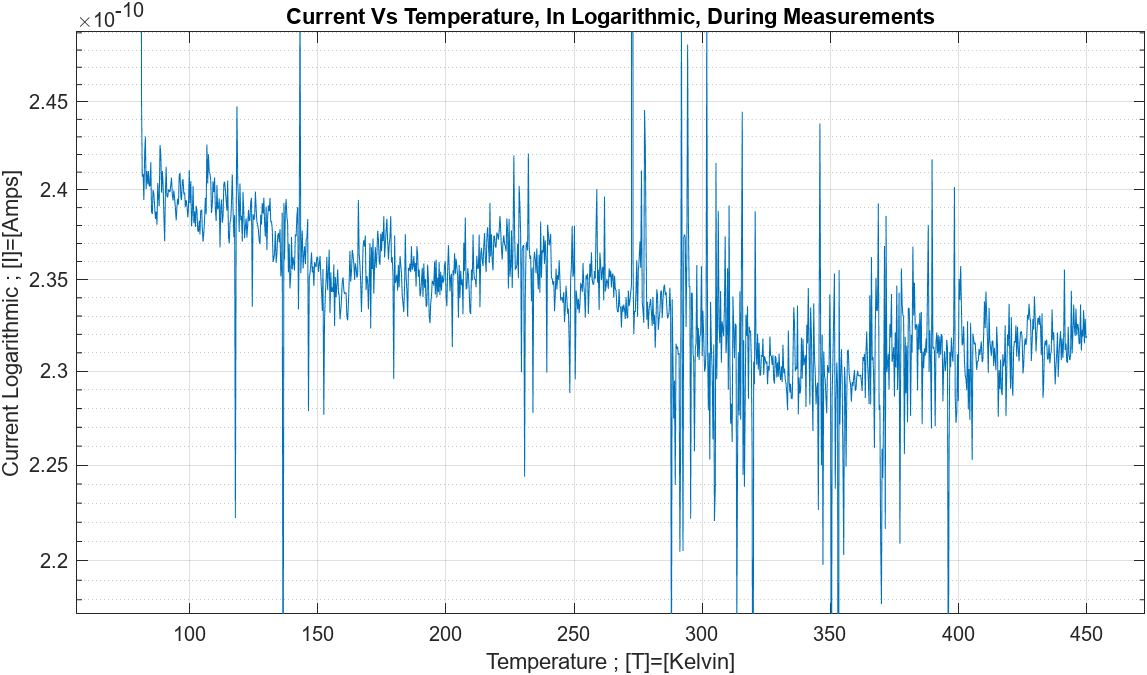 ×10⁻¹⁰
Current Vs Temperature, In Logarithmic, During Measurements
2.45
2.4
2.35
2.3
2.25
2.2
Current Logarithmic ; [I]=[Amps]
100 150 200 250 300 350 400 450
Temperature ; [T]=[Kelvin]